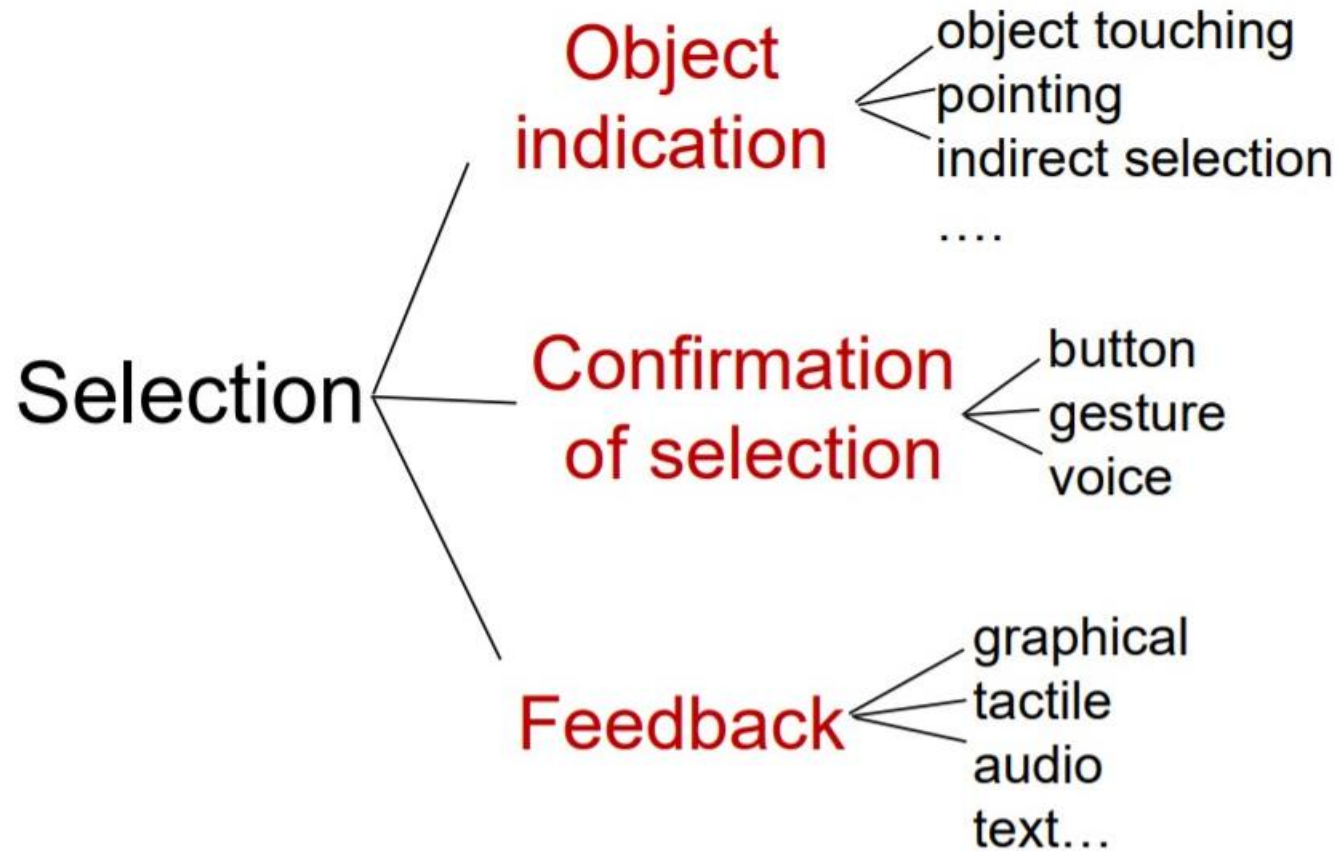 Selection
Object
indication
object touching
pointing
indirect selection
....
Confirmation
of selection
button
gesture
voice
Feedback
graphical
tactile
audio
text...